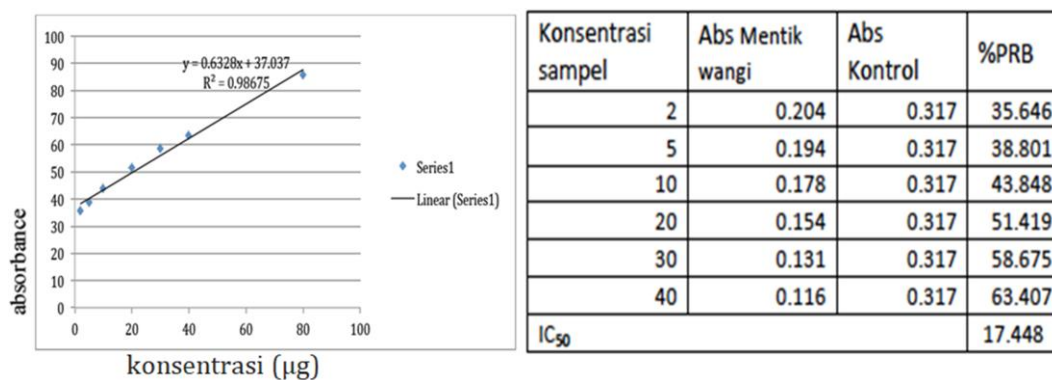 100
90
80
70
60
50
40
30
20
10
0
y = 0.6328x + 37.037
R² = 0.98675
Series1
Linear (Series1)
absorbance
0 20 40 60 80 100
konsentrasi (µg)
Konsentrasi sampel Abs Mentik wangi Abs Kontrol %PRB
2 0.204 0.317 35.646
5 0.194 0.317 38.801
10 0.178 0.317 43.848
20 0.154 0.317 51.419
30 0.131 0.317 58.675
40 0.116 0.317 63.407
IC₅₀ 17.448